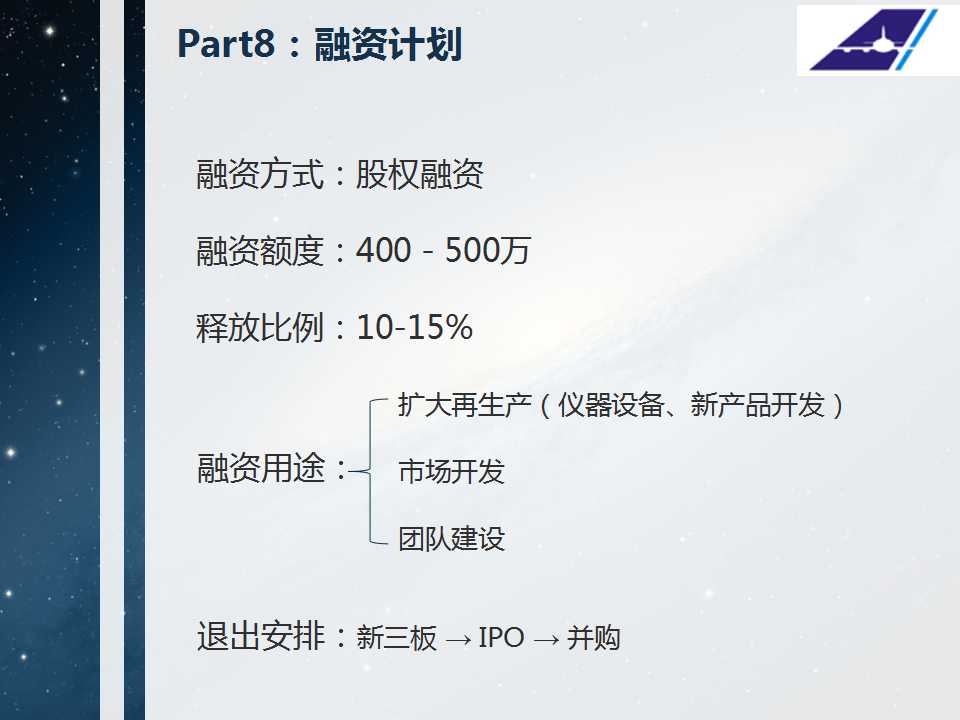 Part8：融资计划
融资方式：股权融资
融资额度：400 - 500万
释放比例：10-15%
融资用途：
扩大再生产（仪器设备、新产品开发）
市场开发
团队建设
退出安排：新三板 → IPO → 并购